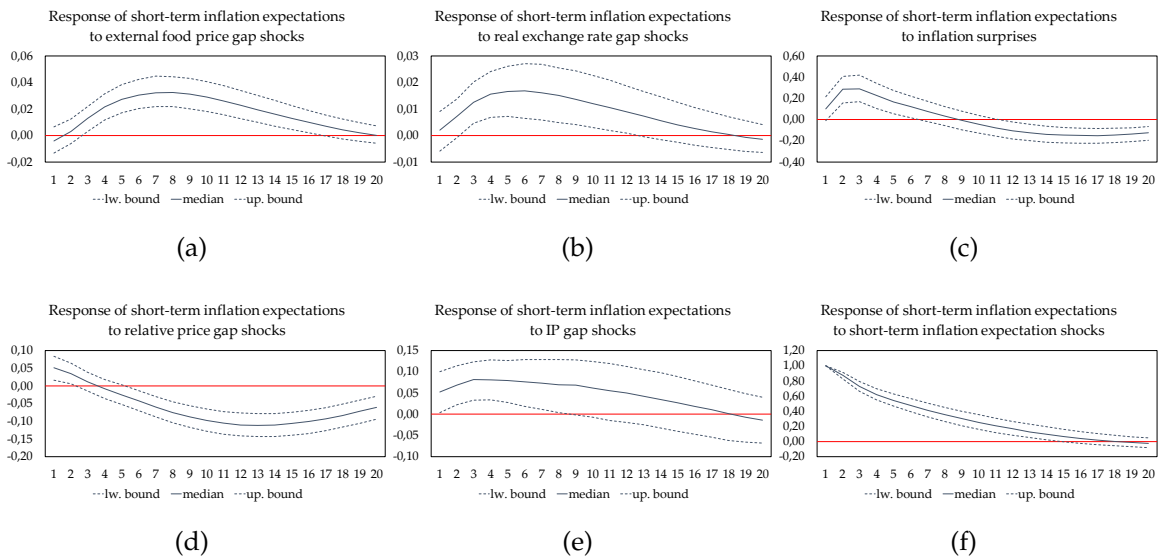 Response of short-term inflation expectations
to external food price gap shocks
0,06
0,04
0,02
0,00
-0,02
1 2 3 4 5 6 7 8 9 10 11 12 13 14 15 16 17 18 19 20
lw. bound median up. bound
(a)
Response of short-term inflation expectations
to real exchange rate gap shocks
0,03
0,02
0,01
0,00
-0,01
1 2 3 4 5 6 7 8 9 10 11 12 13 14 15 16 17 18 19 20
lw. bound median up. bound
(b)
Response of short-term inflation expectations
to inflation surprises
0,60
0,40
0,20
0,00
-0,20
-0,40
1 2 3 4 5 6 7 8 9 10 11 12 13 14 15 16 17 18 19 20
lw. bound median up. bound
(c)
Response of short-term inflation expectations
to relative price gap shocks
0,10
0,05
0,00
-0,05
-0,10
-0,15
-0,20
1 2 3 4 5 6 7 8 9 10 11 12 13 14 15 16 17 18 19 20
lw. bound median up. bound
(d)
Response of short-term inflation expectations
to IP gap shocks
0,15
0,10
0,05
0,00
-0,05
-0,10
1 2 3 4 5 6 7 8 9 10 11 12 13 14 15 16 17 18 19 20
lw. bound median up. bound
(e)
Response of short-term inflation expectations
to short-term inflation expectation shocks
1,20
1,00
0,80
0,60
0,40
0,20
0,00
-0,20
1 2 3 4 5 6 7 8 9 10 11 12 13 14 15 16 17 18 19 20
lw. bound median up. bound
(f)